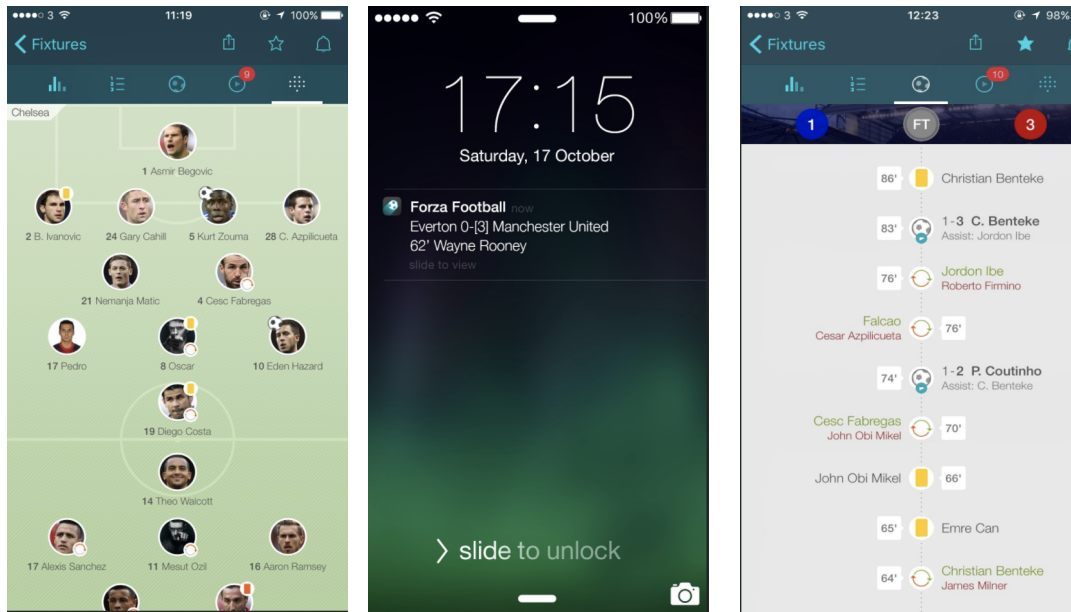 3
11:19
100%
Fixtures
9
Chelsea
1 Asmir Begovic
2 B. Ivanovic
24 Gary Cahill
5 Kurt Zouma
28 C. Azpilicueta
21 Nemanja Matic
4 Cesc Fabregas
17 Pedro
8 Oscar
10 Eden Hazard
19 Diego Costa
14 Theo Walcott
17 Alexis Sanchez
11 Mesut Ozil
16 Aaron Ramsey
100%
17:15
Saturday, 17 October
Forza Football now
Everton 0-[3] Manchester United
62' Wayne Rooney
slide to view
slide to unlock
3
12:23
98%
Fixtures
10
1
FT
3
86' Christian Benteke
83' 1-3 C. Benteke
Assist: Jordon Ibe
76' Jordon Ibe
Roberto Firmino
Falcao 76'
Cesar Azpilicueta
74' 1-2 P. Coutinho
Assist: C. Benteke
Cesc Fabregas 70'
John Obi Mikel
John Obi Mikel 66'
65' Emre Can
64' Christian Benteke
James Milner